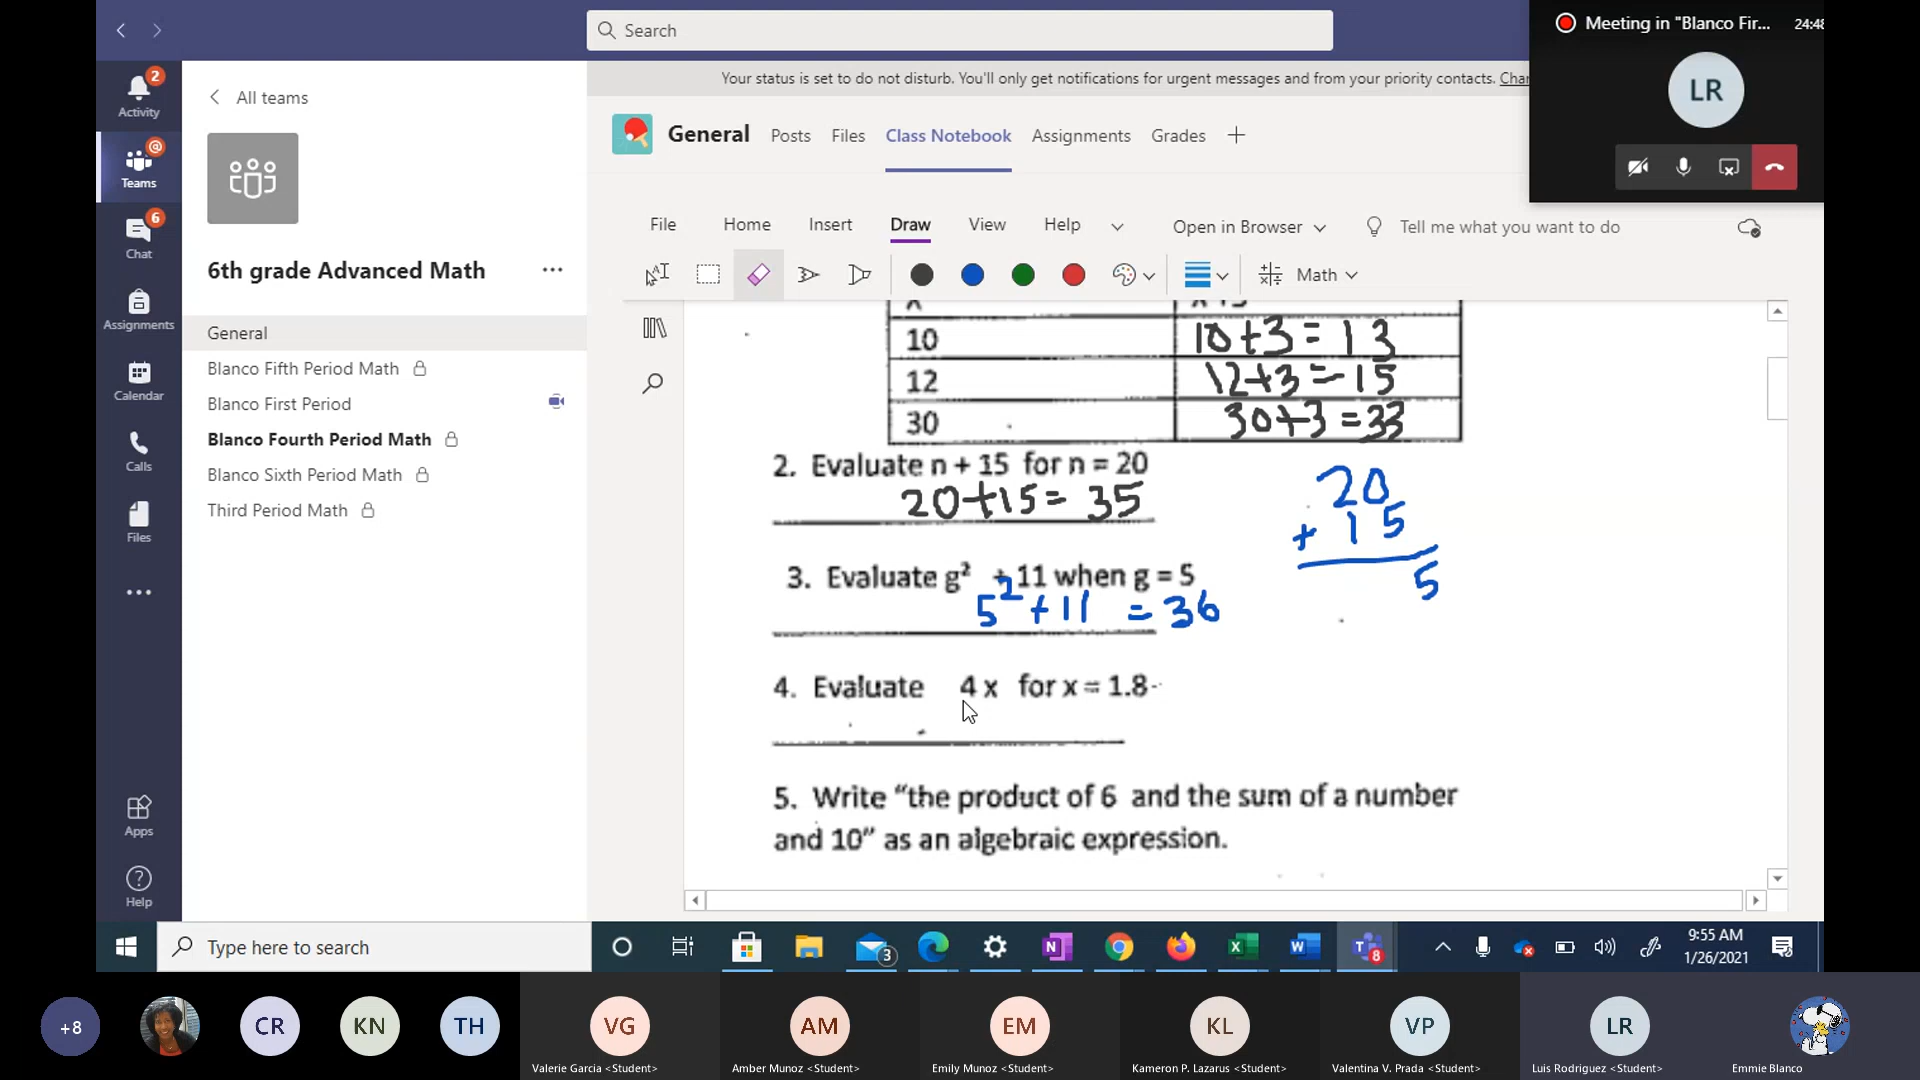 Search
Meeting in "Blanco Fir... 24:48
LR
Your status is set to do not disturb. You'll only get notifications for urgent messages and from your priority contacts.
2
Activity
Teams
6
Chat
Assignments
Calendar
Calls
Files
Apps
Help
All teams
6th grade Advanced Math
General
Blanco Fifth Period Math
Blanco First Period
Blanco Fourth Period Math
Blanco Sixth Period Math
Third Period Math
General Posts Files Class Notebook Assignments Grades
File Home Insert Draw View Help Open in Browser Tell me what you want to do
Math
10 10+3 = 13
12 12+3 = 15
30 30+3 = 33
2. Evaluate n + 15 for n = 20
20+15 = 35
20
+ 15
5
3. Evaluate g² + 11 when g = 5
5² + 11 = 36
4. Evaluate 4 x for x = 1.8
5. Write “the product of 6 and the sum of a number
and 10” as an algebraic expression.
Type here to search
3
8
9:55 AM
1/26/2021
+8 CR KN TH VG AM EM KL VP LR
Valerie Garcia <Student> Amber Munoz <Student> Emily Munoz <Student> Kameron P. Lazarus <Student> Valentina V. Prada <Student> Luis Rodriguez <Student> Emmie Blanco